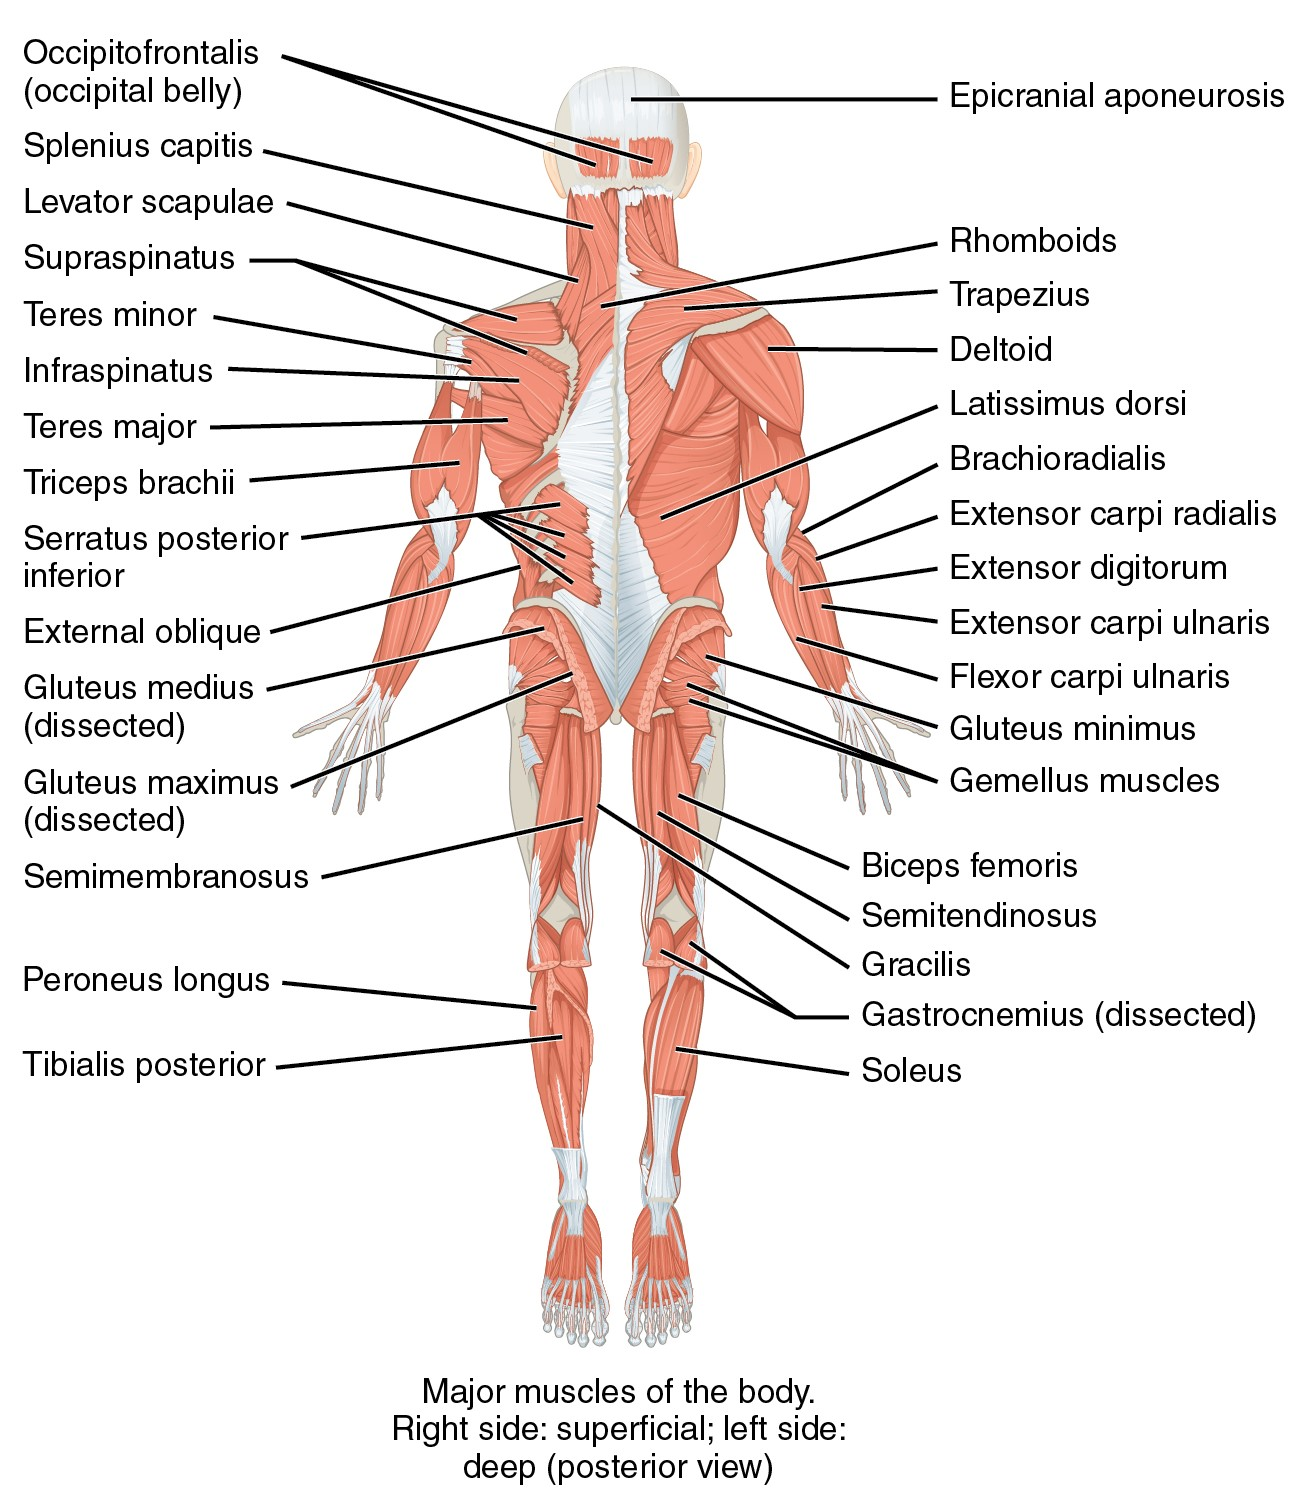 Occipitofrontalis
(occipital belly)
Splenius capitis
Levator scapulae
Supraspinatus
Teres minor
Infraspinatus
Teres major
Triceps brachii
Serratus posterior
inferior
External oblique
Gluteus medius
(dissected)
Gluteus maximus
(dissected)
Semimembranosus
Peroneus longus
Tibialis posterior
Epicranial aponeurosis
Rhomboids
Trapezius
Deltoid
Latissimus dorsi
Brachioradialis
Extensor carpi radialis
Extensor digitorum
Extensor carpi ulnaris
Flexor carpi ulnaris
Gluteus minimus
Gemellus muscles
Biceps femoris
Semitendinosus
Gracilis
Gastrocnemius (dissected)
Soleus
Major muscles of the body.
Right side: superficial; left side:
deep (posterior view)